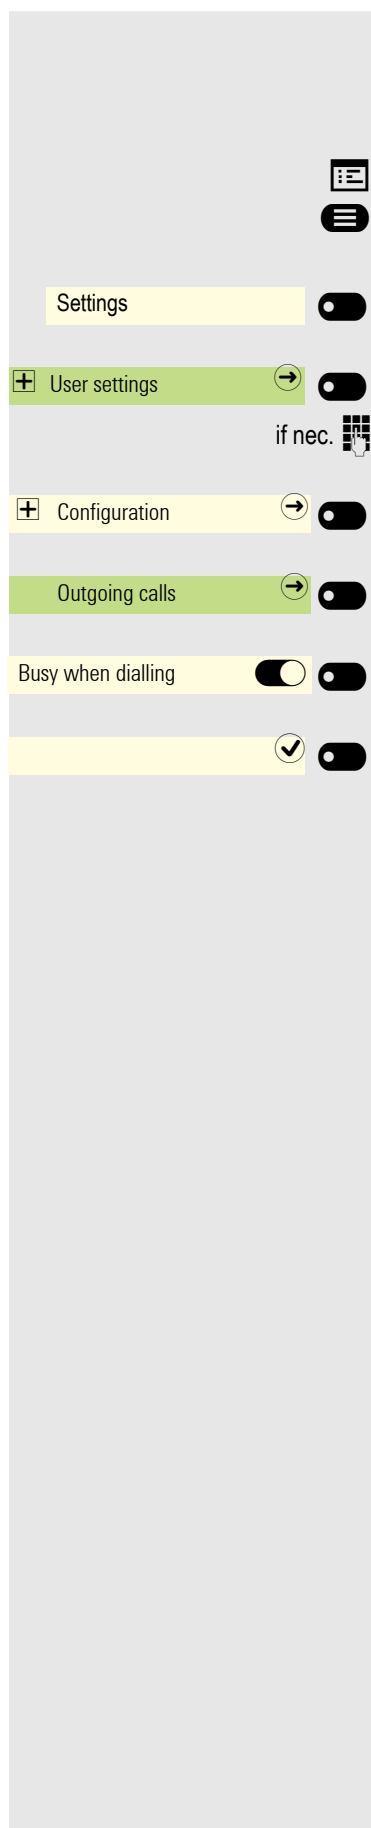 Settings
User settings
if nec.
Configuration
Outgoing calls
Busy when dialling